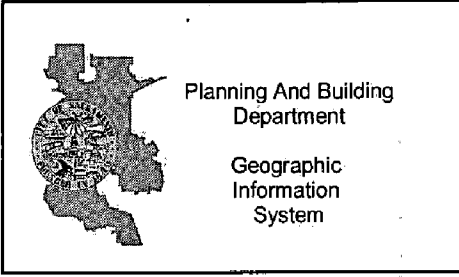 Planning And Building
Department
Geographic
Information
System